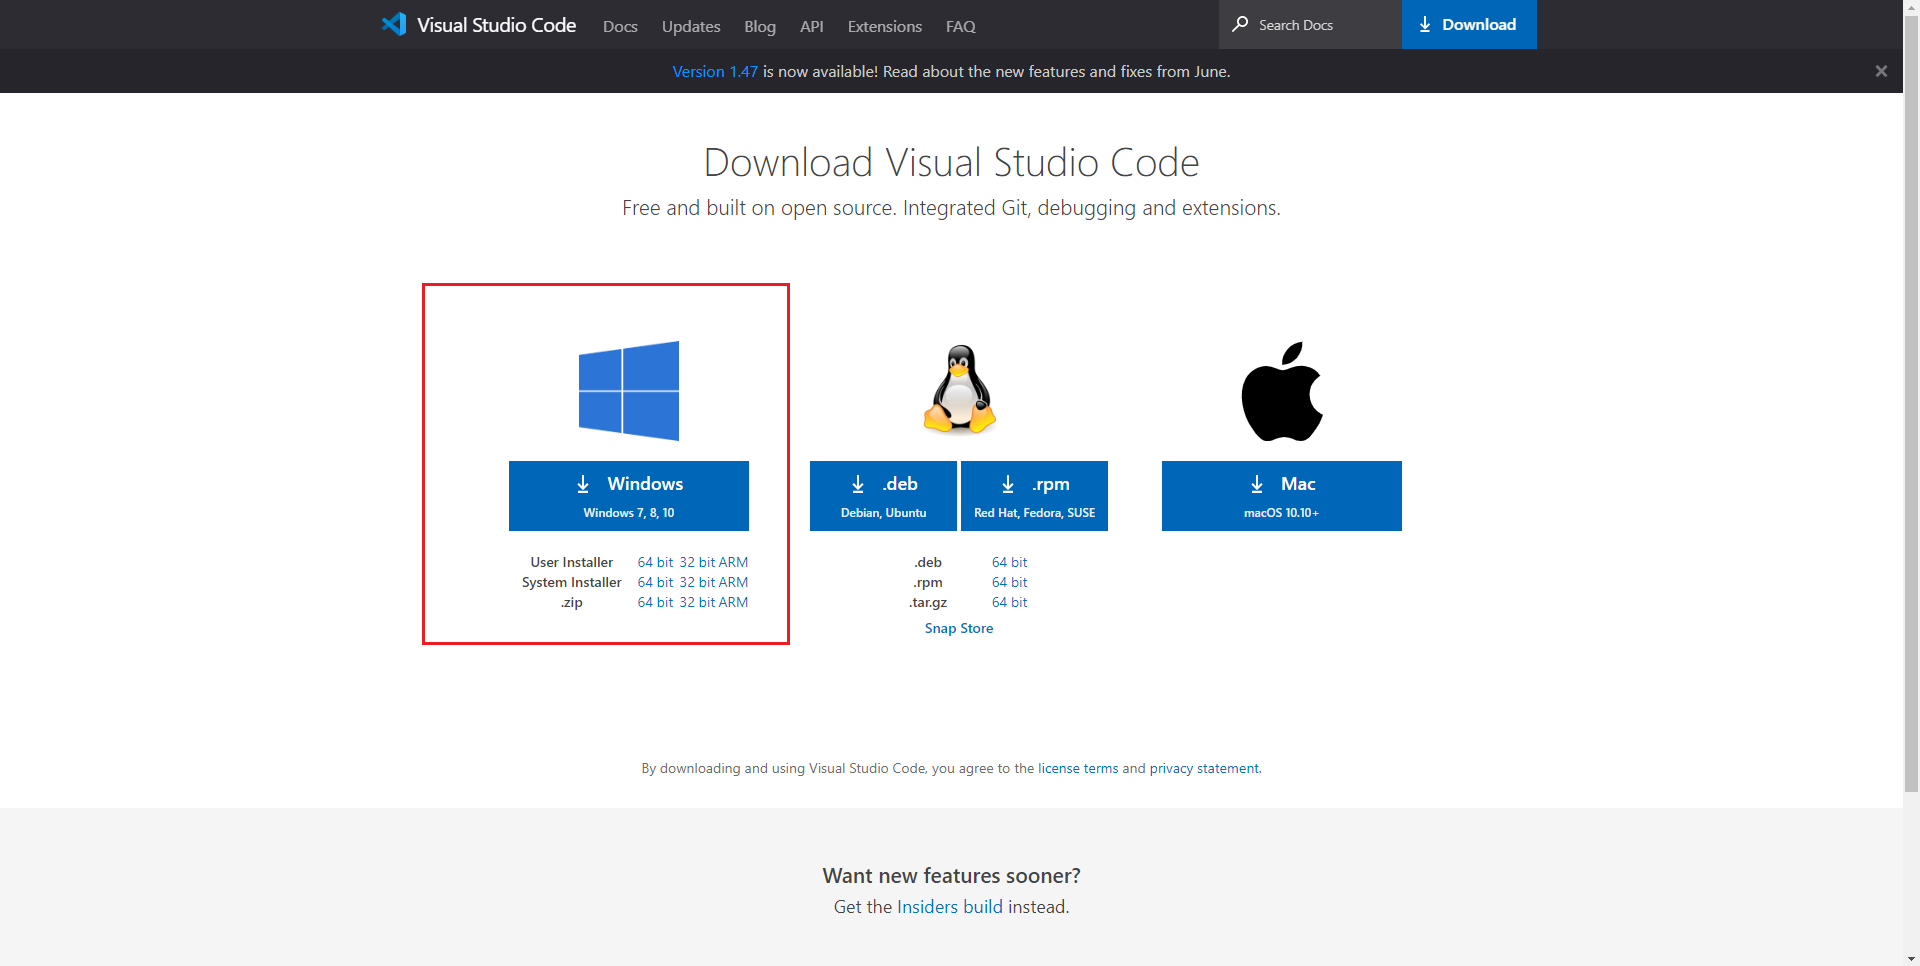 Visual Studio Code Docs Updates Blog API Extensions FAQ Search Docs Download
Version 1.47 is now available! Read about the new features and fixes from June.
Download Visual Studio Code
Free and built on open source. Integrated Git, debugging and extensions.
Windows
Windows 7, 8, 10
User Installer 64 bit 32 bit ARM
System Installer 64 bit 32 bit ARM
.zip 64 bit 32 bit ARM
.deb
Debian, Ubuntu
.rpm
Red Hat, Fedora, SUSE
.deb 64 bit
.rpm 64 bit
.tar.gz 64 bit
Snap Store
Mac
macOS 10.10+
By downloading and using Visual Studio Code, you agree to the license terms and privacy statement.
Want new features sooner?
Get the Insiders build instead.